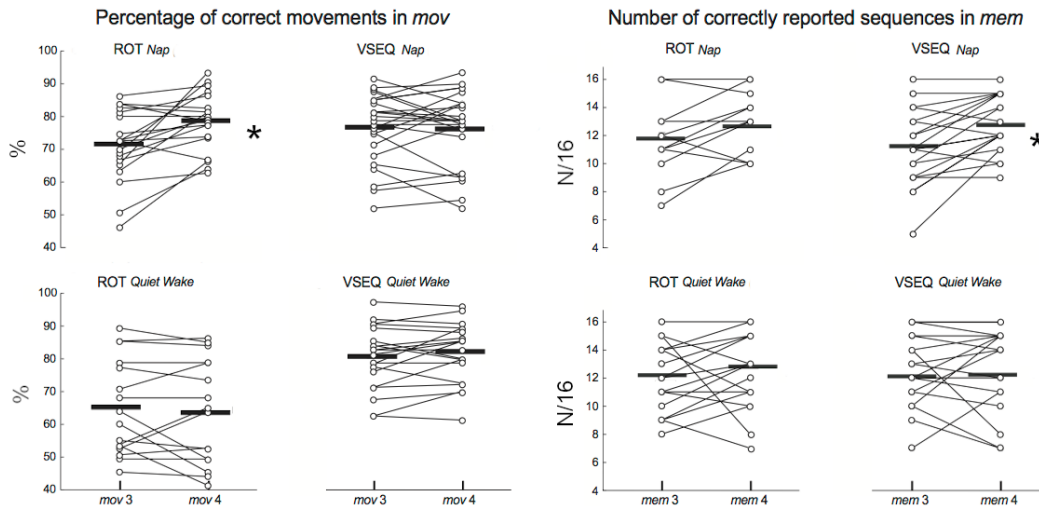 Percentage of correct movements in mov
Number of correctly reported sequences in mem
ROT Nap
VSEQ Nap
ROT Nap
VSEQ Nap
100
90
80
70
60
50
40
%
*
16
14
12
10
8
6
4
N/16
*
ROT Quiet Wake
VSEQ Quiet Wake
ROT Quiet Wake
VSEQ Quiet Wake
100
90
80
70
60
50
40
%
16
14
12
10
8
6
4
N/16
mov 3
mov 4
mov 3
mov 4
mem 3
mem 4
mem 3
mem 4